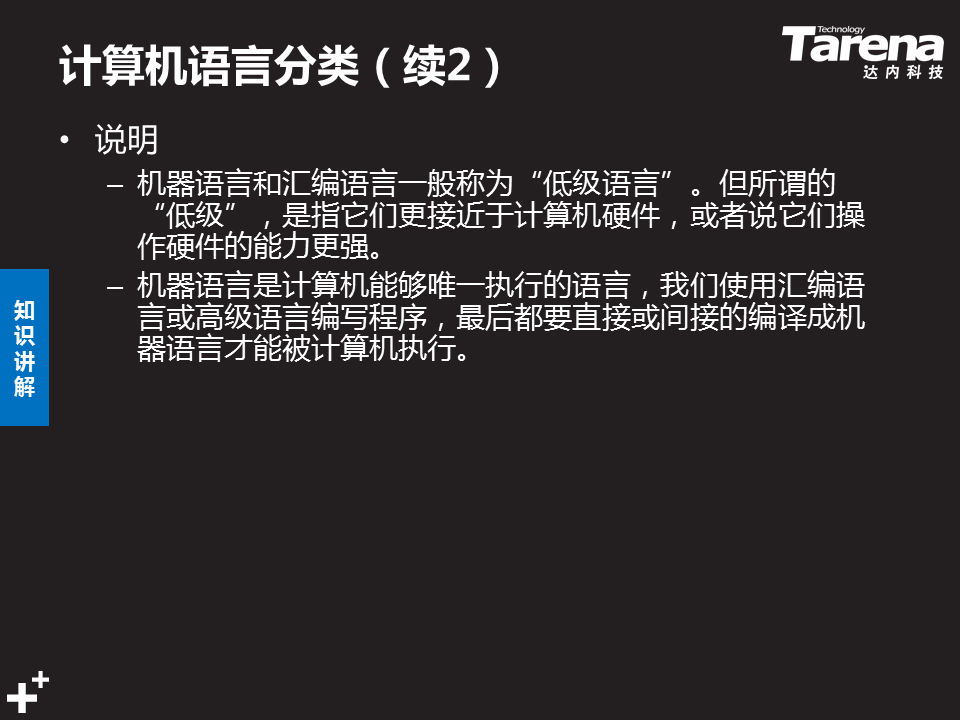 计算机语言分类（续2）
Technology
Tarena
达内科技
• 说明
– 机器语言和汇编语言一般称为“低级语言”。但所谓的
“低级”，是指它们更接近于计算机硬件，或者说它们操
作硬件的能力更强。
– 机器语言是计算机能够唯一执行的语言，我们使用汇编语
言或高级语言编写程序，最后都要直接或间接的编译成机
器语言才能被计算机执行。
知
识
讲
解